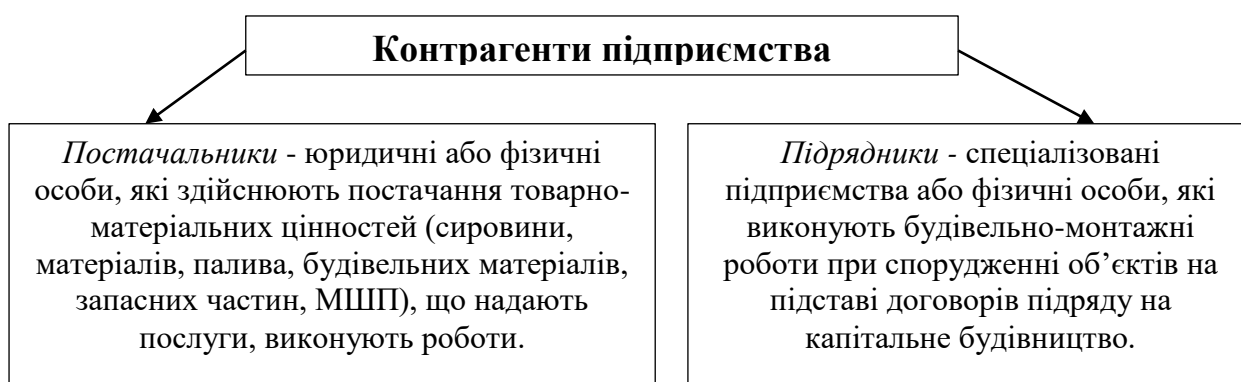 Контрагенти підприємства
Постачальники - юридичні або фізичні
особи, які здійснюють постачання товарно-
матеріальних цінностей (сировини,
матеріалів, палива, будівельних матеріалів,
запасних частин, МШП), що надають
послуги, виконують роботи.
Підрядники - спеціалізовані
підприємства або фізичні особи, які
виконують будівельно-монтажні
роботи при спорудженні об’єктів на
підставі договорів підряду на
капітальне будівництво.